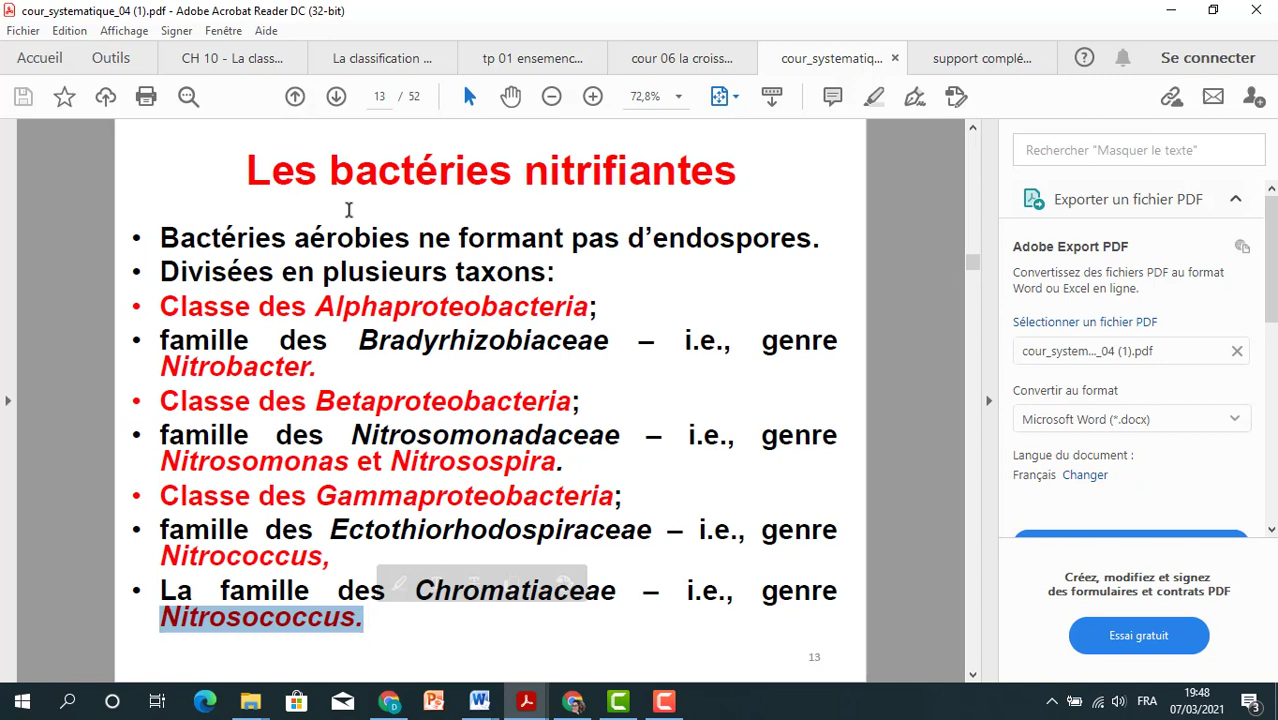 cour_systematique_04 (1).pdf - Adobe Acrobat Reader DC (32-bit)
Fichier Edition Affichage Signer Fenêtre Aide
Accueil Outils CH 10 - La class... La classification ... tp 01 ensemenc... cour 06 la croiss... cour_systematiq... support complé... Se connecter
13 / 52 72,8%
Les bactéries nitrifiantes
• Bactéries aérobies ne formant pas d’endospores.
• Divisées en plusieurs taxons:
• Classe des Alphaproteobacteria;
• famille des Bradyrhizobiaceae – i.e., genre
Nitrobacter.
• Classe des Betaproteobacteria;
• famille des Nitrosomonadaceae – i.e., genre
Nitrosomonas et Nitrosospira.
• Classe des Gammaproteobacteria;
• famille des Ectothiorhodospiraceae – i.e., genre
Nitrococcus,
• La famille des Chromatiaceae – i.e., genre
Nitrosococcus.
13
Rechercher "Masquer le texte"
Exporter un fichier PDF
Adobe Export PDF
Convertissez des fichiers PDF au format
Word ou Excel en ligne.
Sélectionner un fichier PDF
cour_system..._04 (1).pdf
Convertir au format
Microsoft Word (*.docx)
Langue du document :
Français Changer
Créez, modifiez et signez
des formulaires et contrats PDF
Essai gratuit
FRA
19:48
07/03/2021
3